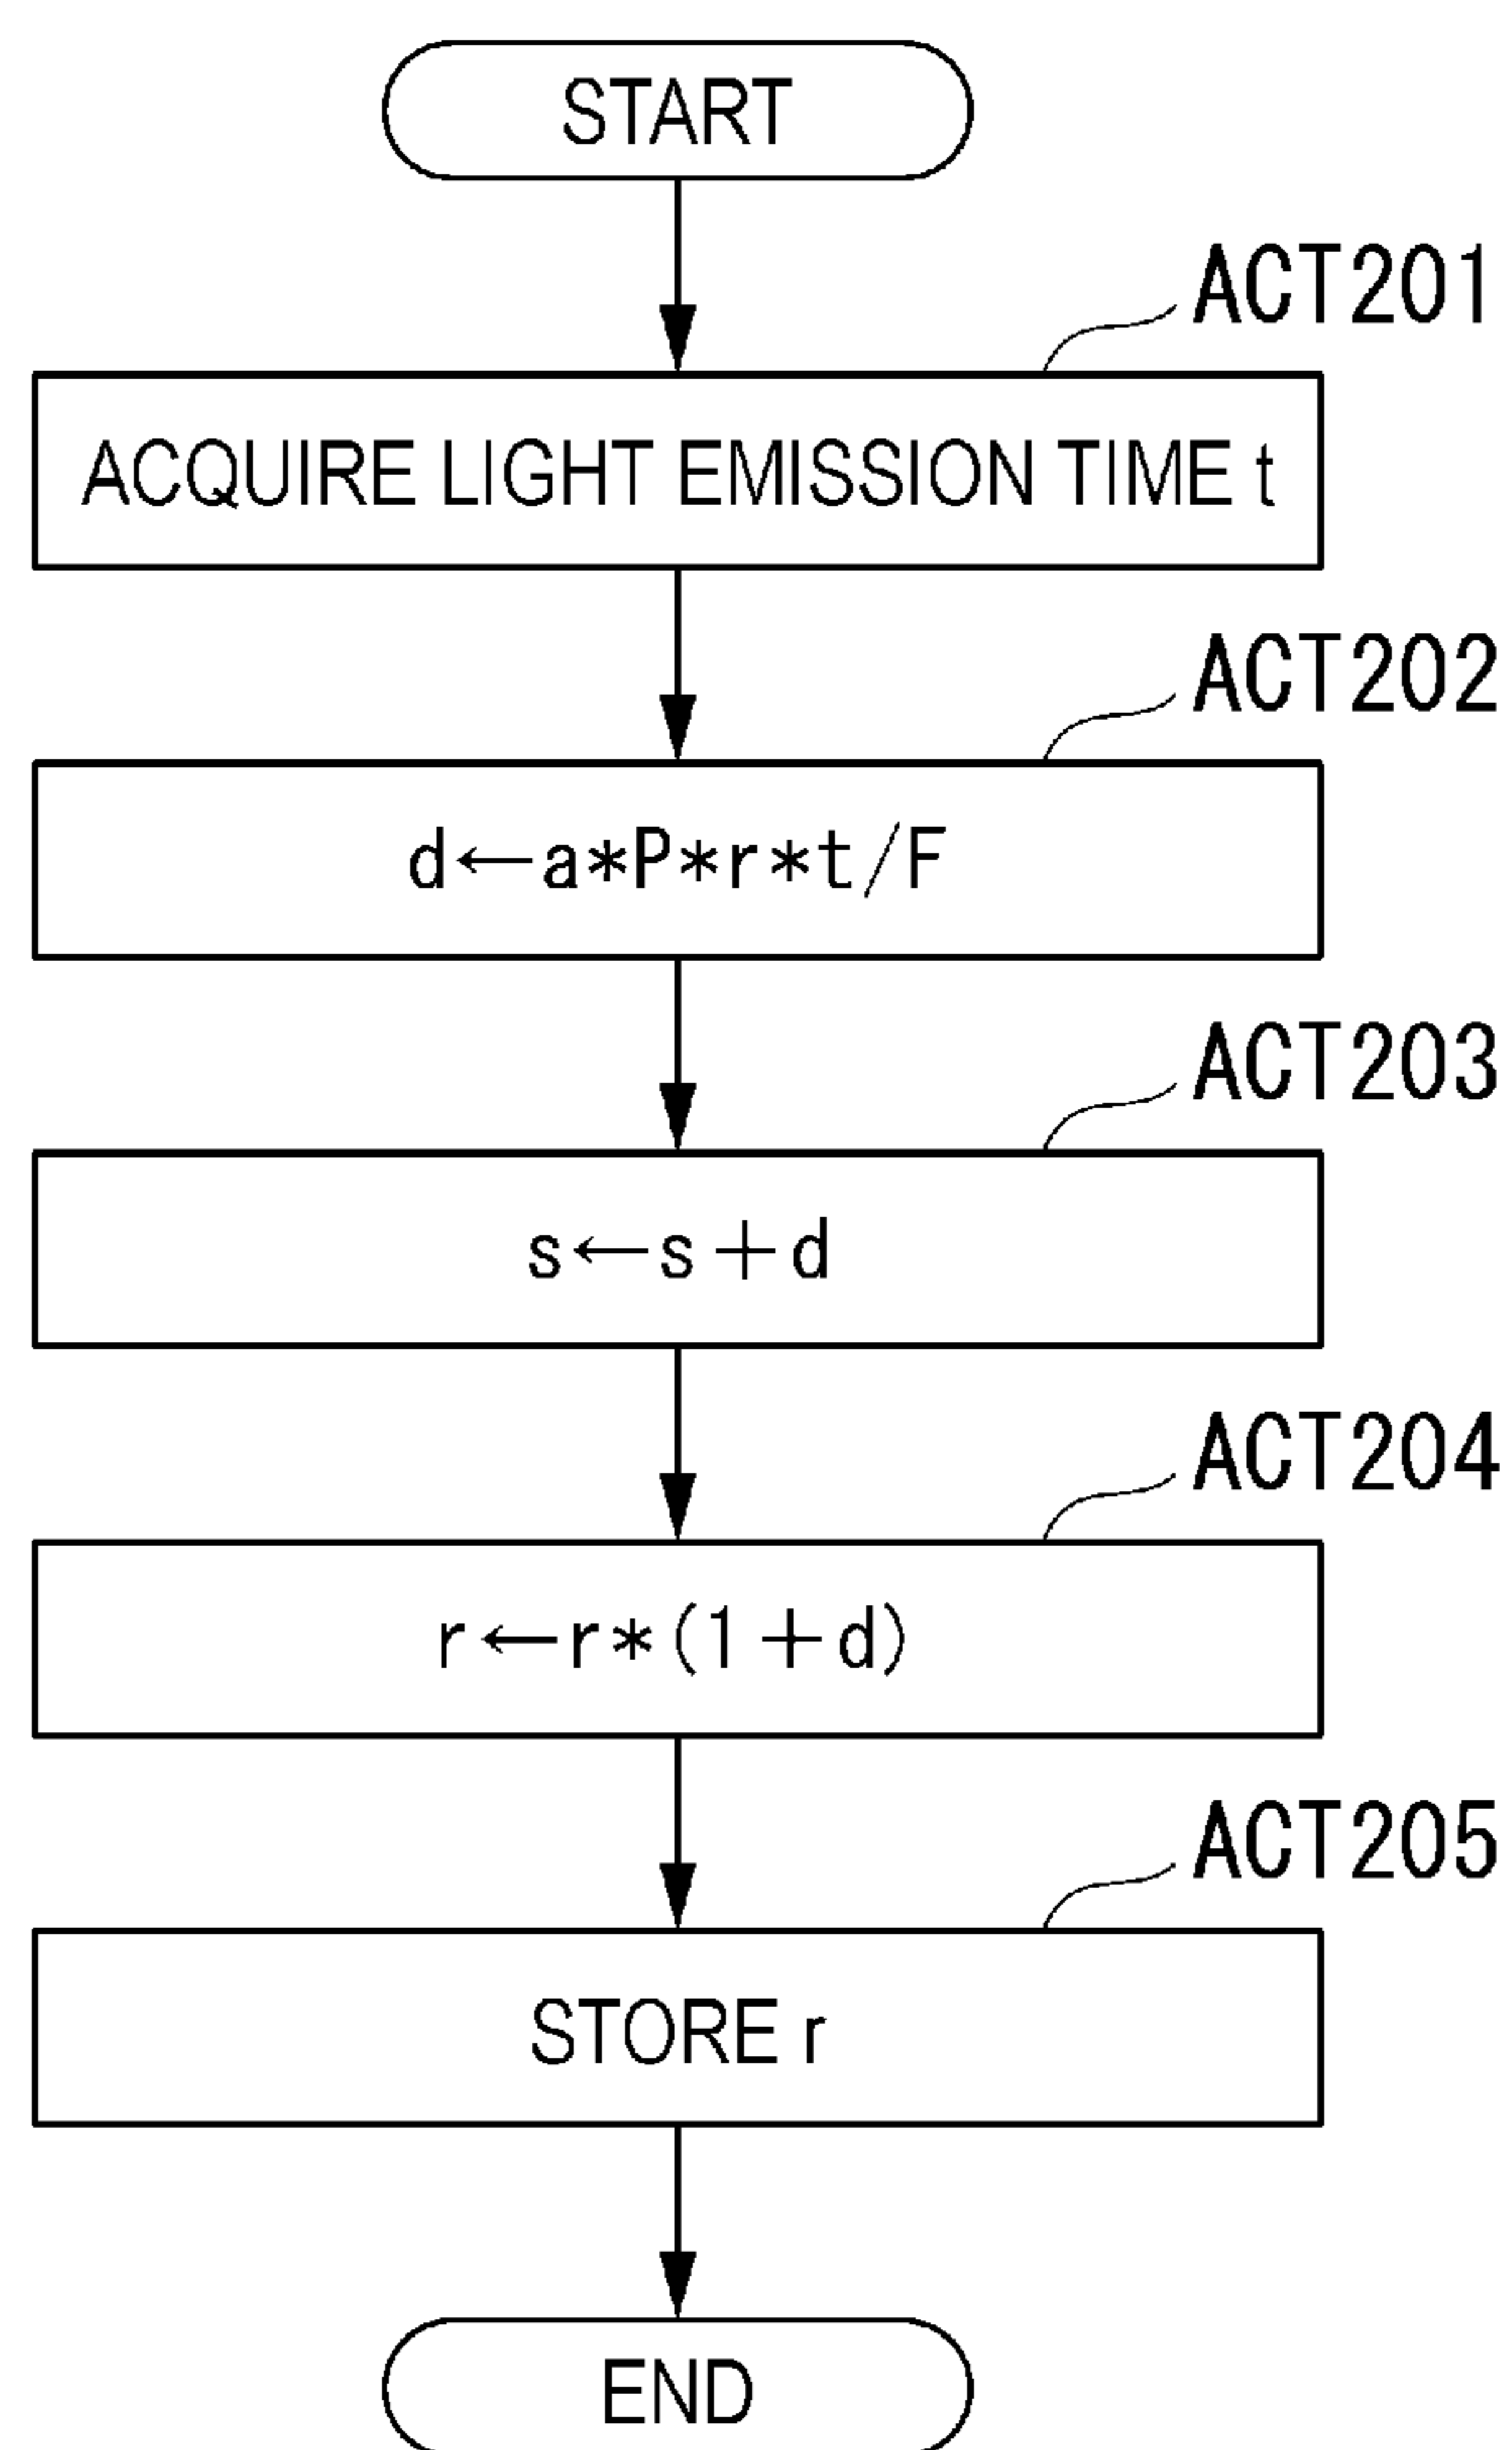 START
ACT201
ACQUIRE LIGHT EMISSION TIME t
ACT202
d←a*P*r*t/F
ACT203
s←s+d
ACT204
r←r*(1+d)
ACT205
STORE r
END